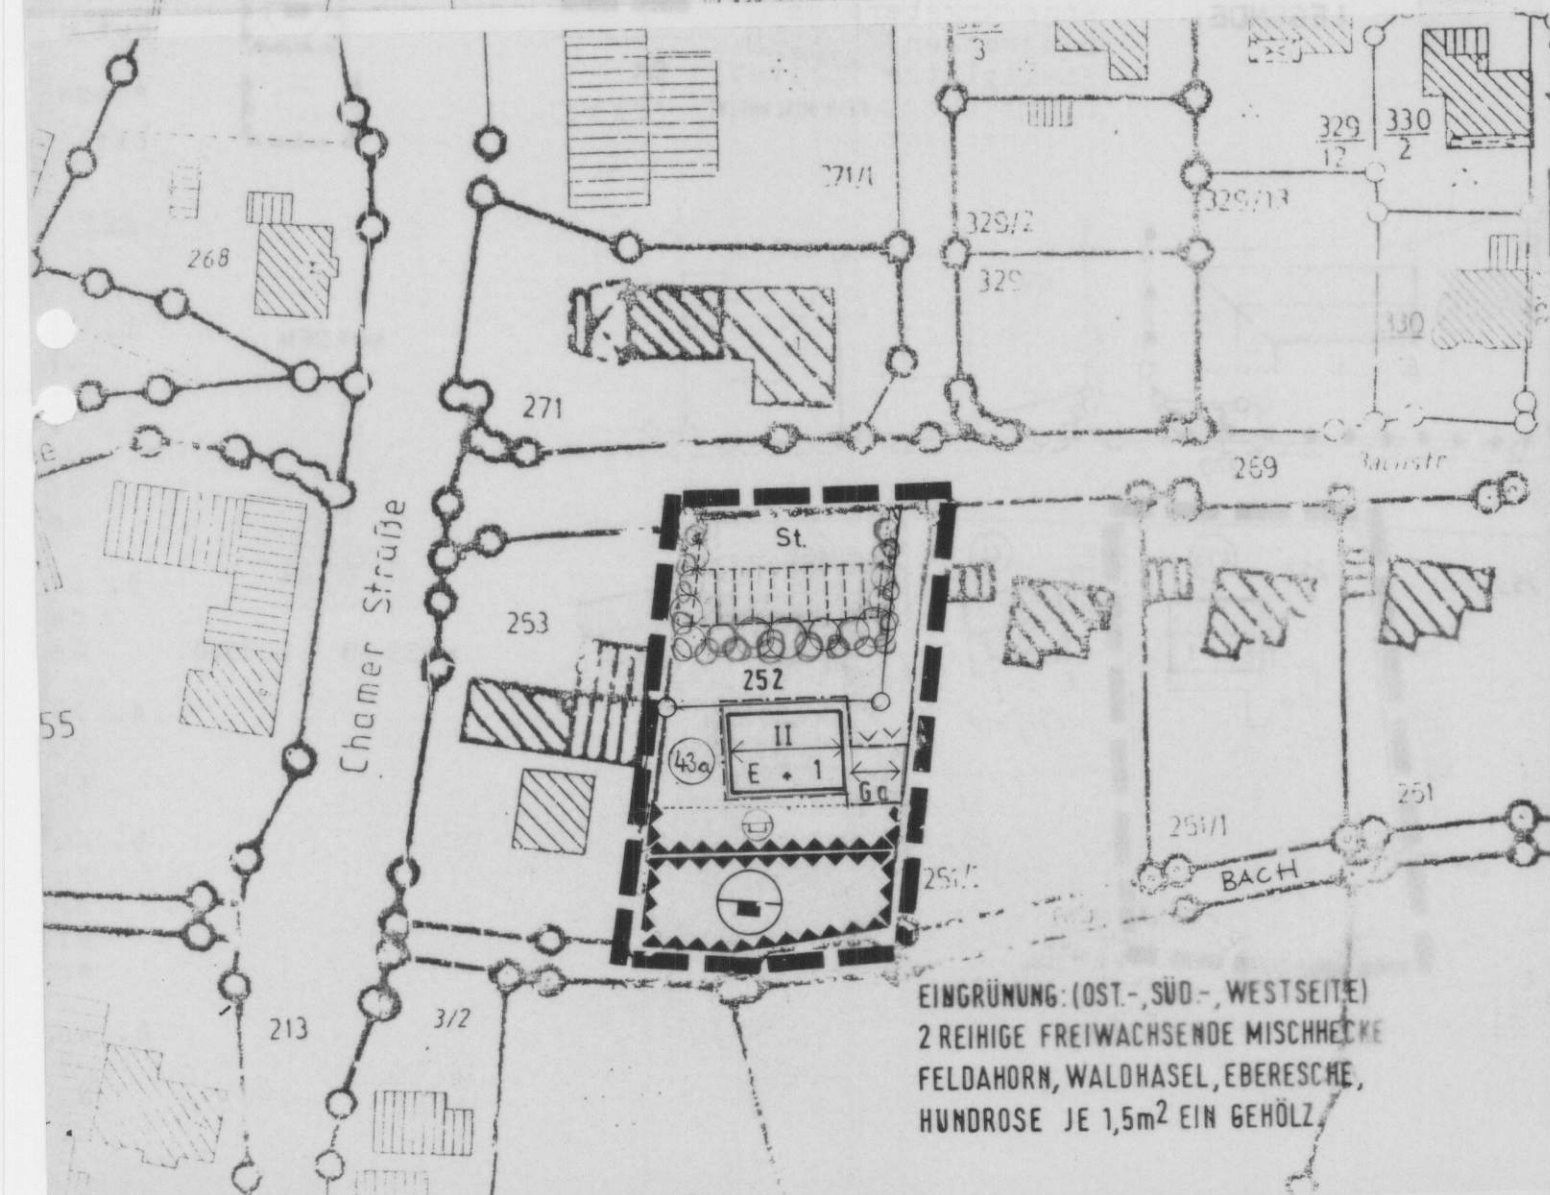 3
329
12
330
2
271/1
329/13
329/2
268
329
330
271
269
Bachstr
St.
Chamer Straße
253
252
55
II
43a
E + 1
Ga
251
251/1
BACH
EINGRÜNUNG: (OST.-, SÜD.-, WESTSEITE)
213
3/2
2 REIHIGE FREIWACHSENDE MISCHHECKE
FELDAHORN, WALDHASEL, EBERESCHE,
HUNDROSE JE 1,5m² EIN GEHÖLZ.